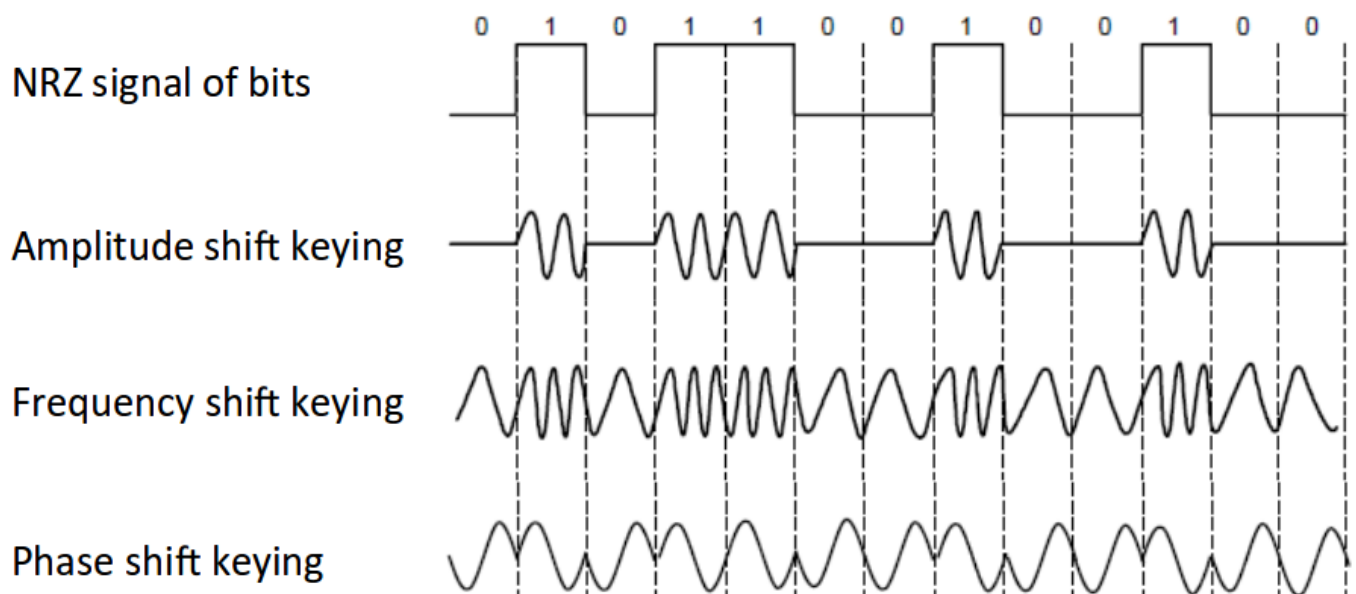 0 1 0 1 1 0 0 1 0 0 1 0 0
NRZ signal of bits
Amplitude shift keying
Frequency shift keying
Phase shift keying